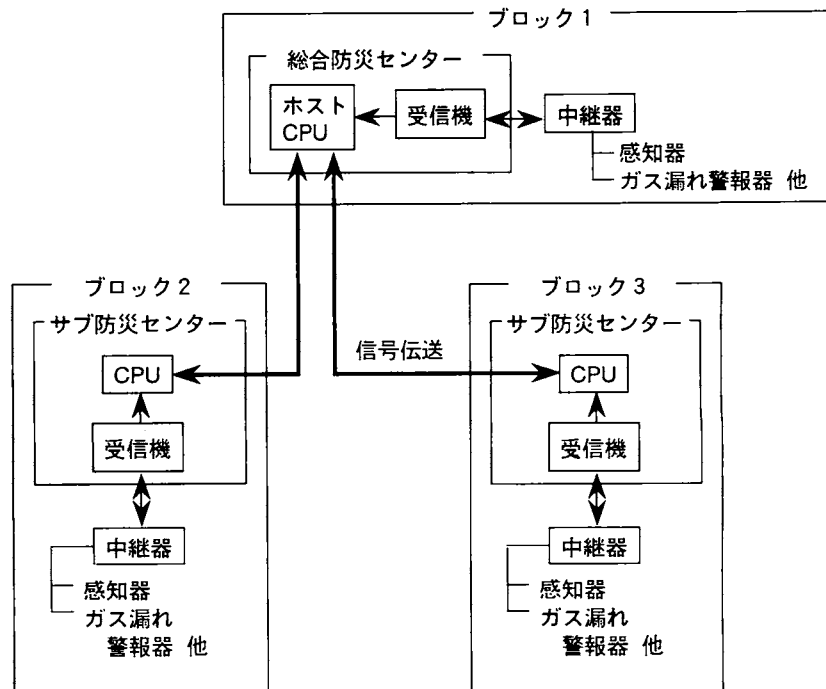 ブロック1
総合防災センター
ホスト
CPU
受信機
中継器
感知器
ガス漏れ警報器 他
ブロック2
サブ防災センター
CPU
受信機
中継器
感知器
ガス漏れ
警報器 他
信号伝送
ブロック3
サブ防災センター
CPU
受信機
中継器
感知器
ガス漏れ
警報器 他